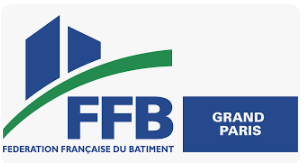 FFB
FEDERATION FRANÇAISE DU BATIMENT
GRAND
PARIS